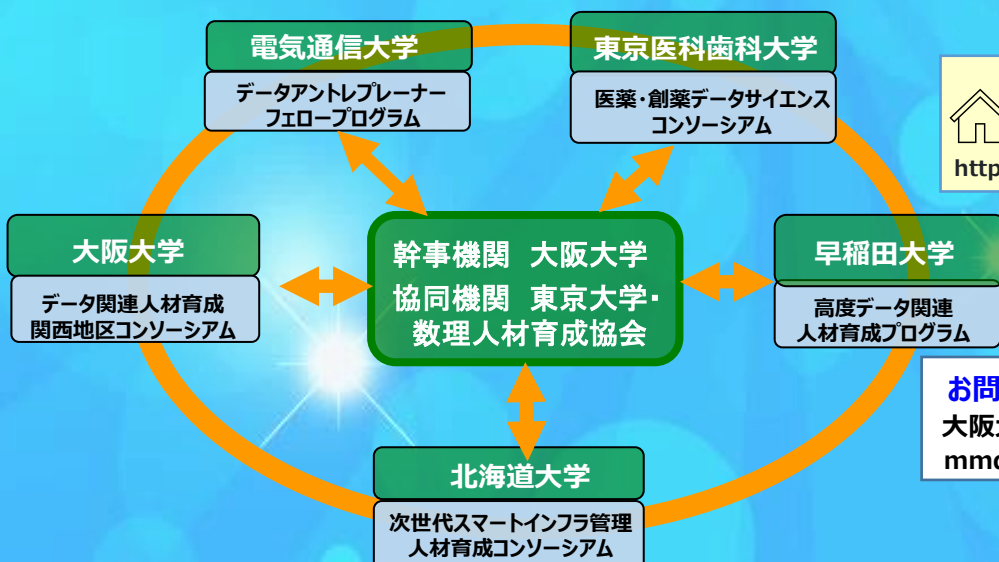 電気通信大学
データアントレプレーナー
フェロープログラム
東京医科歯科大学
医薬・創薬データサイエンス
コンソーシアム
http
大阪大学
データ関連人材育成
関西地区コンソーシアム
幹事機関 大阪大学
協同機関 東京大学・
数理人材育成協会
早稲田大学
高度データ関連
人材育成プログラム
お問
大阪
北海道大学
次世代スマートインフラ管理
人材育成コンソーシアム